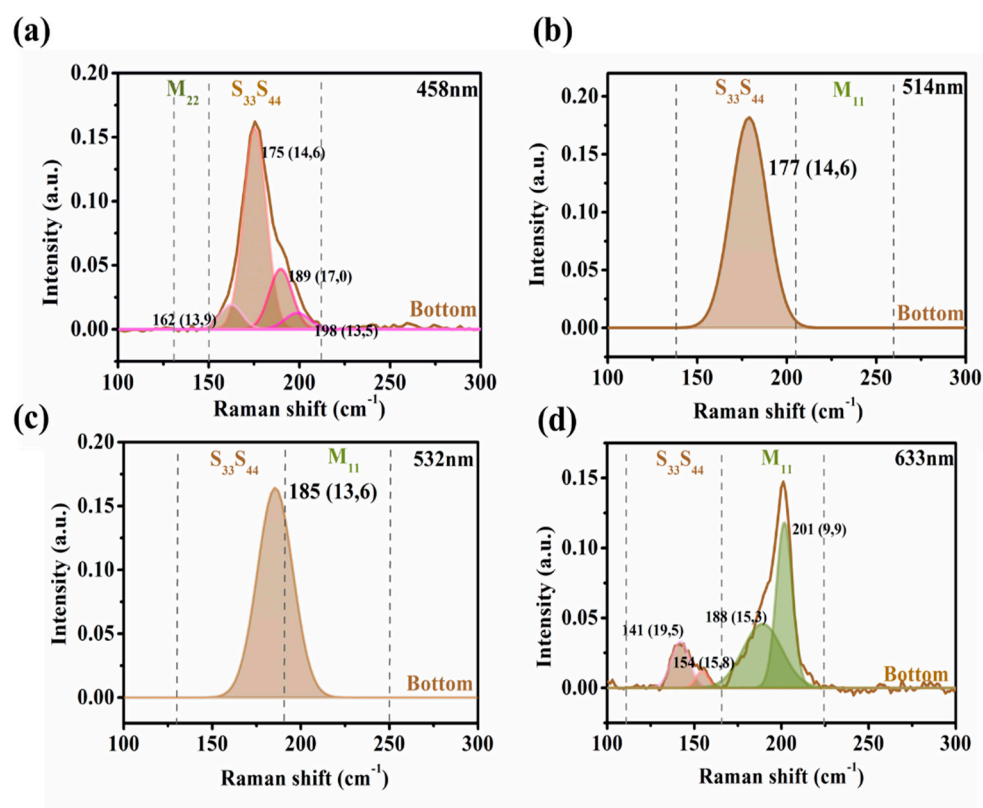 (a)
M22 S33S44 458nm
0.20
0.15
0.10
0.05
0.00
Intensity (a.u.)
175 (14,6)
189 (17,0)
162 (13,9)
198 (13,5)
Bottom
100 150 200 250 300
Raman shift (cm-1)
(b)
S33S44 M11 514nm
0.20
0.15
0.10
0.05
0.00
Intensity (a.u.)
177 (14,6)
Bottom
100 150 200 250 300
Raman shift (cm-1)
(c)
S33S44 M11 532nm
0.20
0.15
0.10
0.05
0.00
Intensity (a.u.)
185 (13,6)
Bottom
100 150 200 250 300
Raman shift (cm-1)
(d)
S33S44 M11 633nm
0.15
0.10
0.05
0.00
Intensity (a.u.)
201 (9,9)
188 (15,3)
141 (19,5)
154 (15,8)
Bottom
100 150 200 250 300
Raman shift (cm-1)